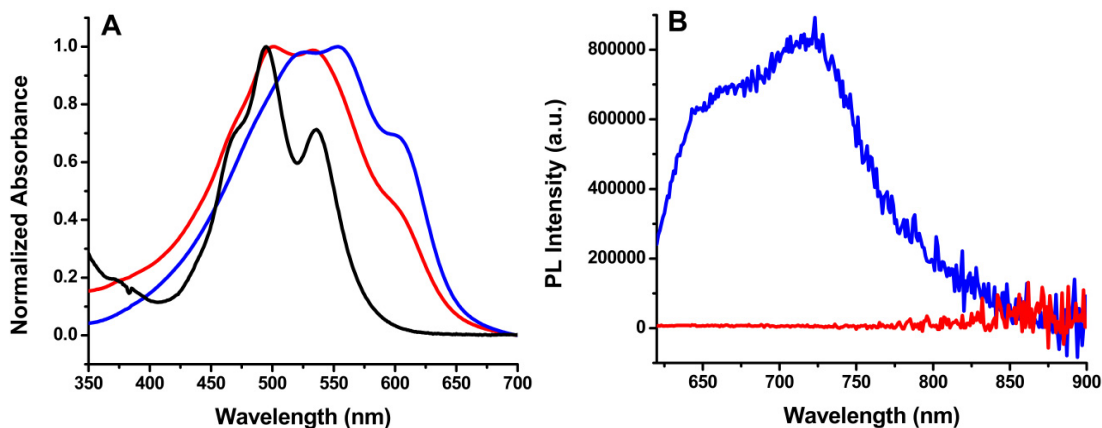 A
Normalized Absorbance
1.0
0.8
0.6
0.4
0.2
0.0
350 400 450 500 550 600 650 700
Wavelength (nm)
B
PL Intensity (a.u.)
800000
600000
400000
200000
0
650 700 750 800 850 900
Wavelength (nm)